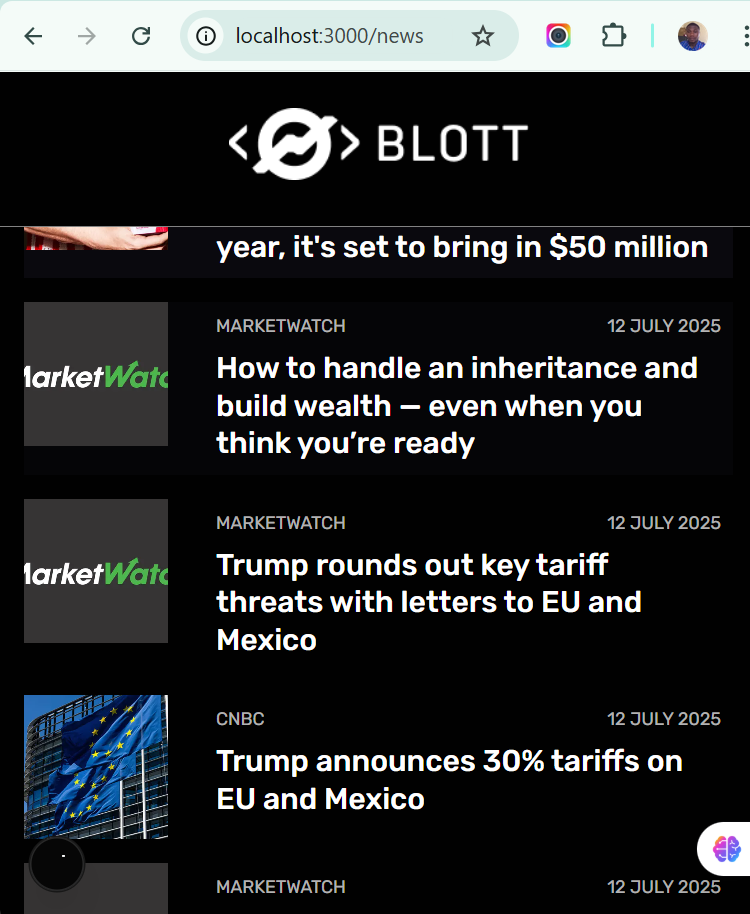 localhost:3000/news
BLOTT
year, it's set to bring in $50 million
MARKETWATCH 12 JULY 2025
MarketWatc
How to handle an inheritance and
build wealth — even when you
think you’re ready
MARKETWATCH 12 JULY 2025
MarketWatc
Trump rounds out key tariff
threats with letters to EU and
Mexico
CNBC 12 JULY 2025
Trump announces 30% tariffs on
EU and Mexico
MARKETWATCH 12 JULY 2025